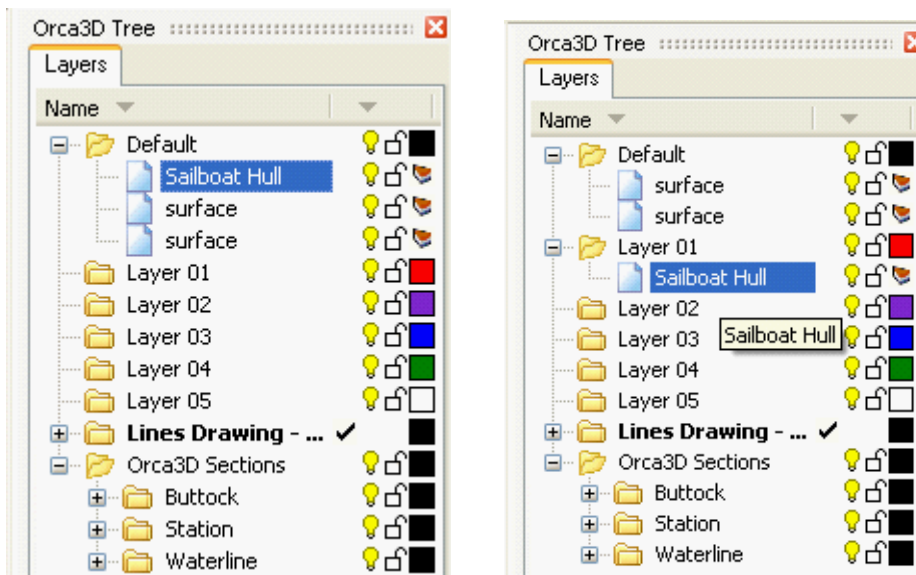 Orca3D Tree
Layers
Name
Default
Sailboat Hull
surface
surface
Layer 01
Layer 02
Layer 03
Layer 04
Layer 05
Lines Drawing - ...
Orca3D Sections
Buttock
Station
Waterline
Orca3D Tree
Layers
Name
Default
surface
surface
Layer 01
Sailboat Hull
Layer 02
Layer 03
Sailboat Hull
Layer 04
Layer 05
Lines Drawing - ...
Orca3D Sections
Buttock
Station
Waterline